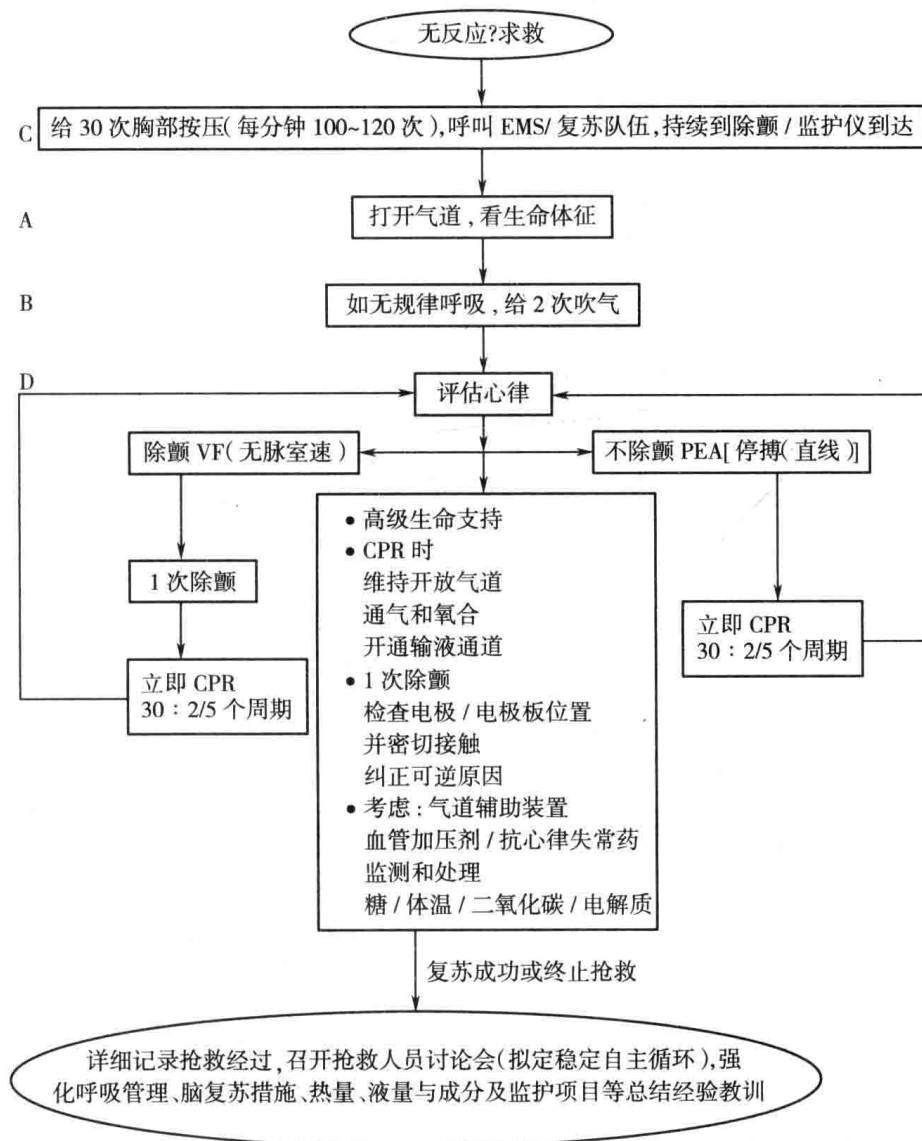 无反应?求救
C
给 30 次胸部按压(每分钟 100~120 次),呼叫 EMS/ 复苏队伍,持续到除颤 / 监护仪到达
A
打开气道,看生命体征
B
如无规律呼吸,给 2 次吹气
D
评估心律
除颤 VF(无脉室速)
不除颤 PEA[停搏(直线)]
1 次除颤
立即 CPR
30:2/5 个周期
• 高级生命支持
• CPR 时
维持开放气道
通气和氧合
开通输液通道
• 1 次除颤
检查电极 / 电极板位置
并密切接触
纠正可逆原因
• 考虑:气道辅助装置
血管加压剂 / 抗心律失常药
监测和处理
糖 / 体温 / 二氧化碳 / 电解质
立即 CPR
30:2/5 个周期
复苏成功或终止抢救
详细记录抢救经过,召开抢救人员讨论会(拟定稳定自主循环),强
化呼吸管理、脑复苏措施、热量、液量与成分及监护项目等总结经验教训